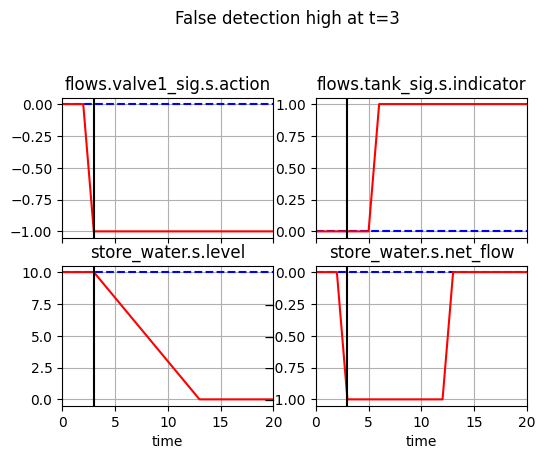 False detection high at t=3
flows.valve1_sig.s.action
flows.tank_sig.s.indicator
0.00
−0.25
−0.50
−0.75
−1.00
1.00
0.75
0.50
0.25
0.00
store_water.s.level
store_water.s.net_flow
10.0
7.5
5.0
2.5
0.0
0.00
−0.25
−0.50
−0.75
−1.00
0 5 10 15 20
0 5 10 15 20
time
time